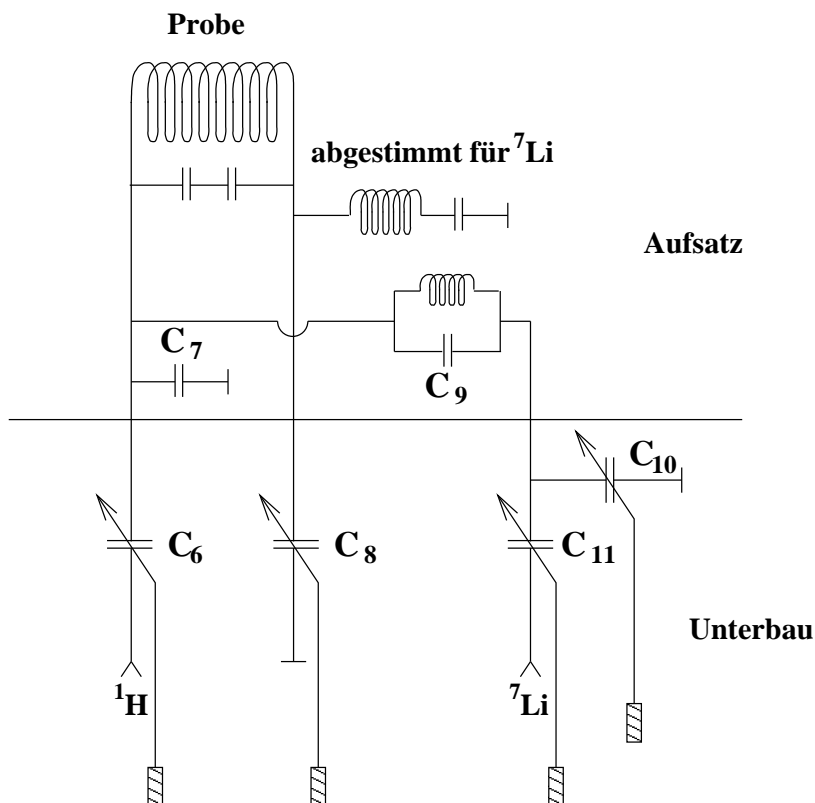 Probe
abgestimmt für ⁷Li
Aufsatz
C₇
C₉
C₁₀
C₆
C₈
C₁₁
Unterbau
¹H
⁷Li